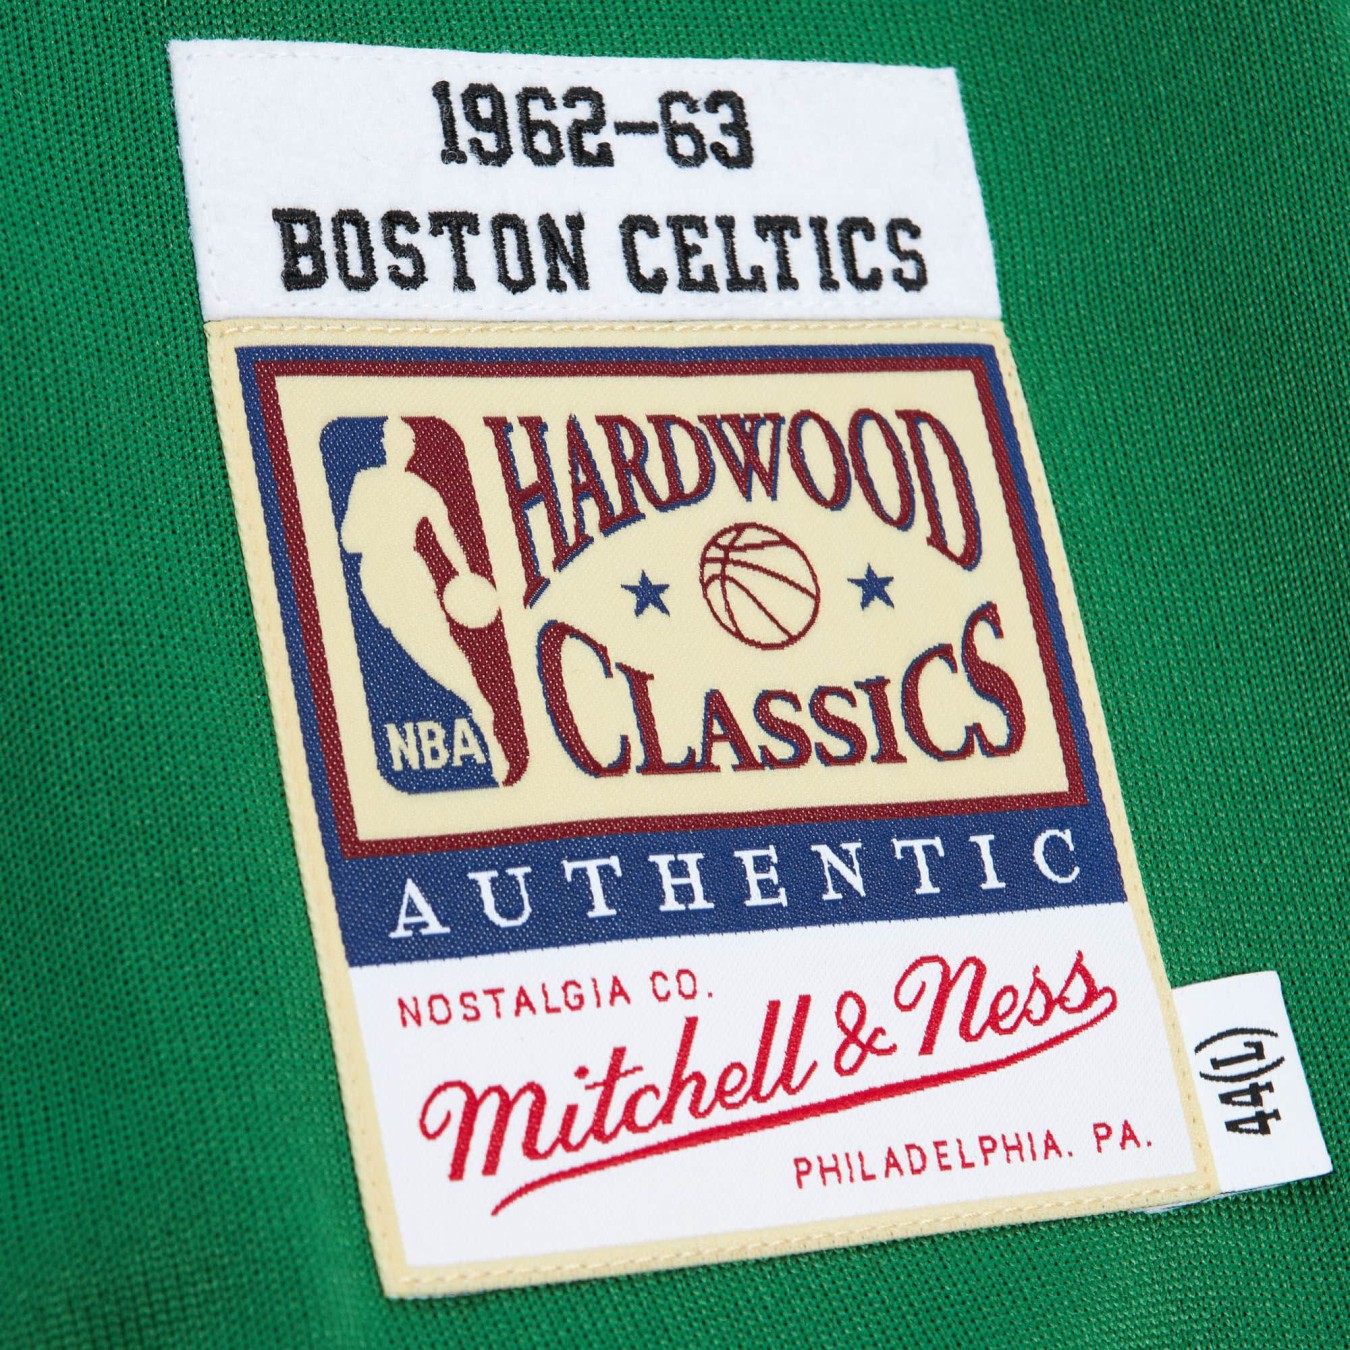 1962-63
BOSTON CELTICS
HARDWOOD
CLASSICS
NBA
AUTHENTIC
NOSTALGIA CO.
Mitchell & Ness
PHILADELPHIA. PA.
44(L)